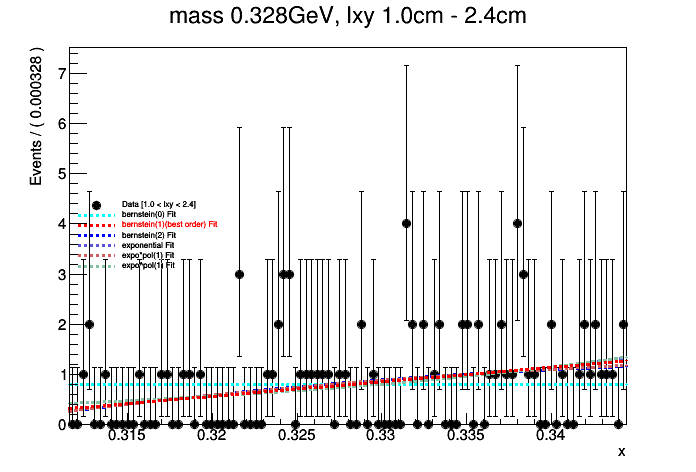 mass 0.328GeV, lxy 1.0cm - 2.4cm
Events / ( 0.000328 )
7
6
5
4
3
2
1
0
Data [1.0 < lxy < 2.4]
bernstein(0) Fit
bernstein(1)(best order) Fit
bernstein(2) Fit
exponential Fit
expo*pol(1) Fit
expo*pol(1) Fit
0.315 0.32 0.325 0.33 0.335 0.34
x